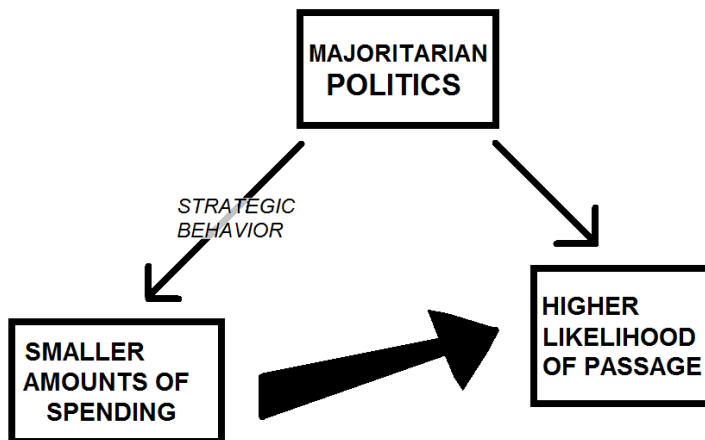 MAJORITARIAN
POLITICS
STRATEGIC
BEHAVIOR
SMALLER
AMOUNTS OF
SPENDING
HIGHER
LIKELIHOOD
OF PASSAGE